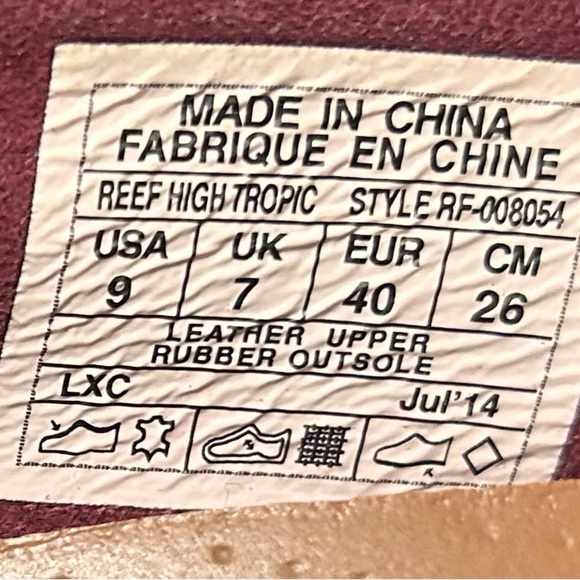 MADE IN CHINA
FABRIQUE EN CHINE
REEF HIGH TROPIC STYLE RF-008054
USA UK EUR CM
9 7 40 26
LEATHER UPPER
RUBBER OUTSOLE
LXC Jul'14